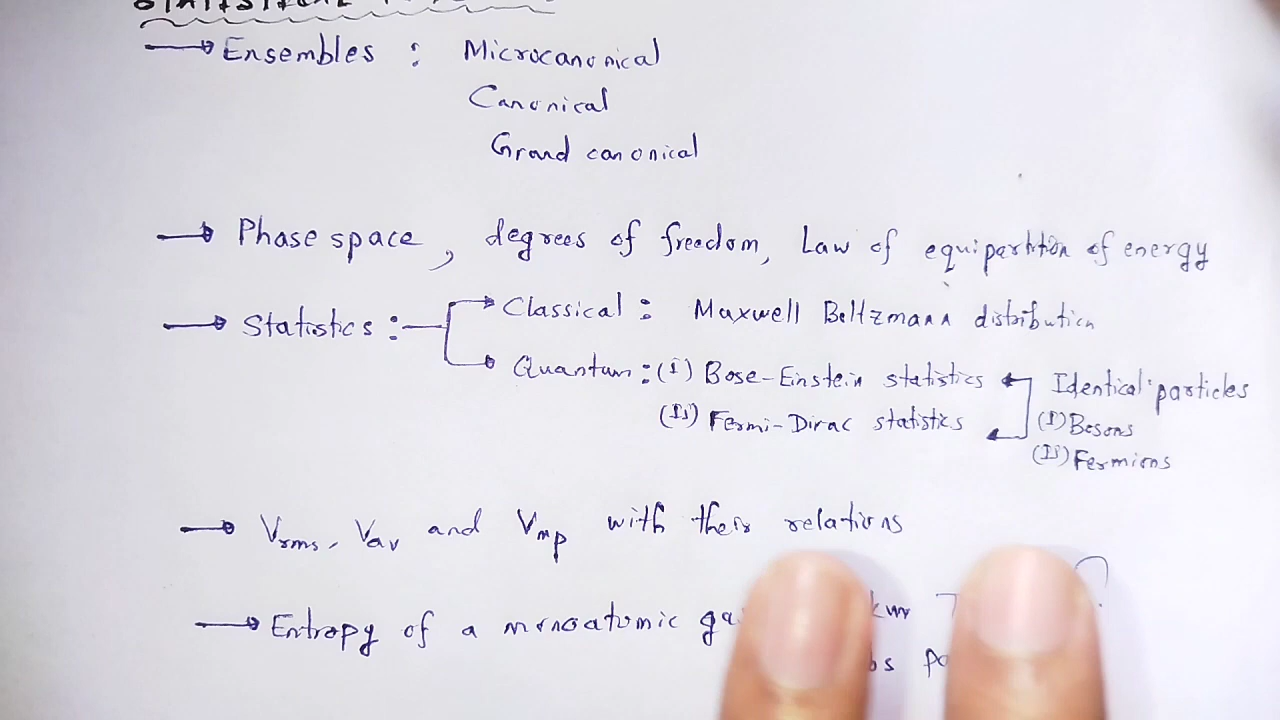 STATISTICAL
→ Ensembles : Microcanonical
Canonical
Grand canonical
→ Phase space, degrees of freedom, Law of equipartition of energy
→ Statistics :
Classical : Maxwell Boltzmann distribution
Quantum : (I) Bose-Einstein statistics
(II) Fermi-Dirac statistics
Identical particles
(I) Bosons
(II) Fermions
→ Vrms, Vav and Vmp with their relations
→ Entropy of a monoatomic